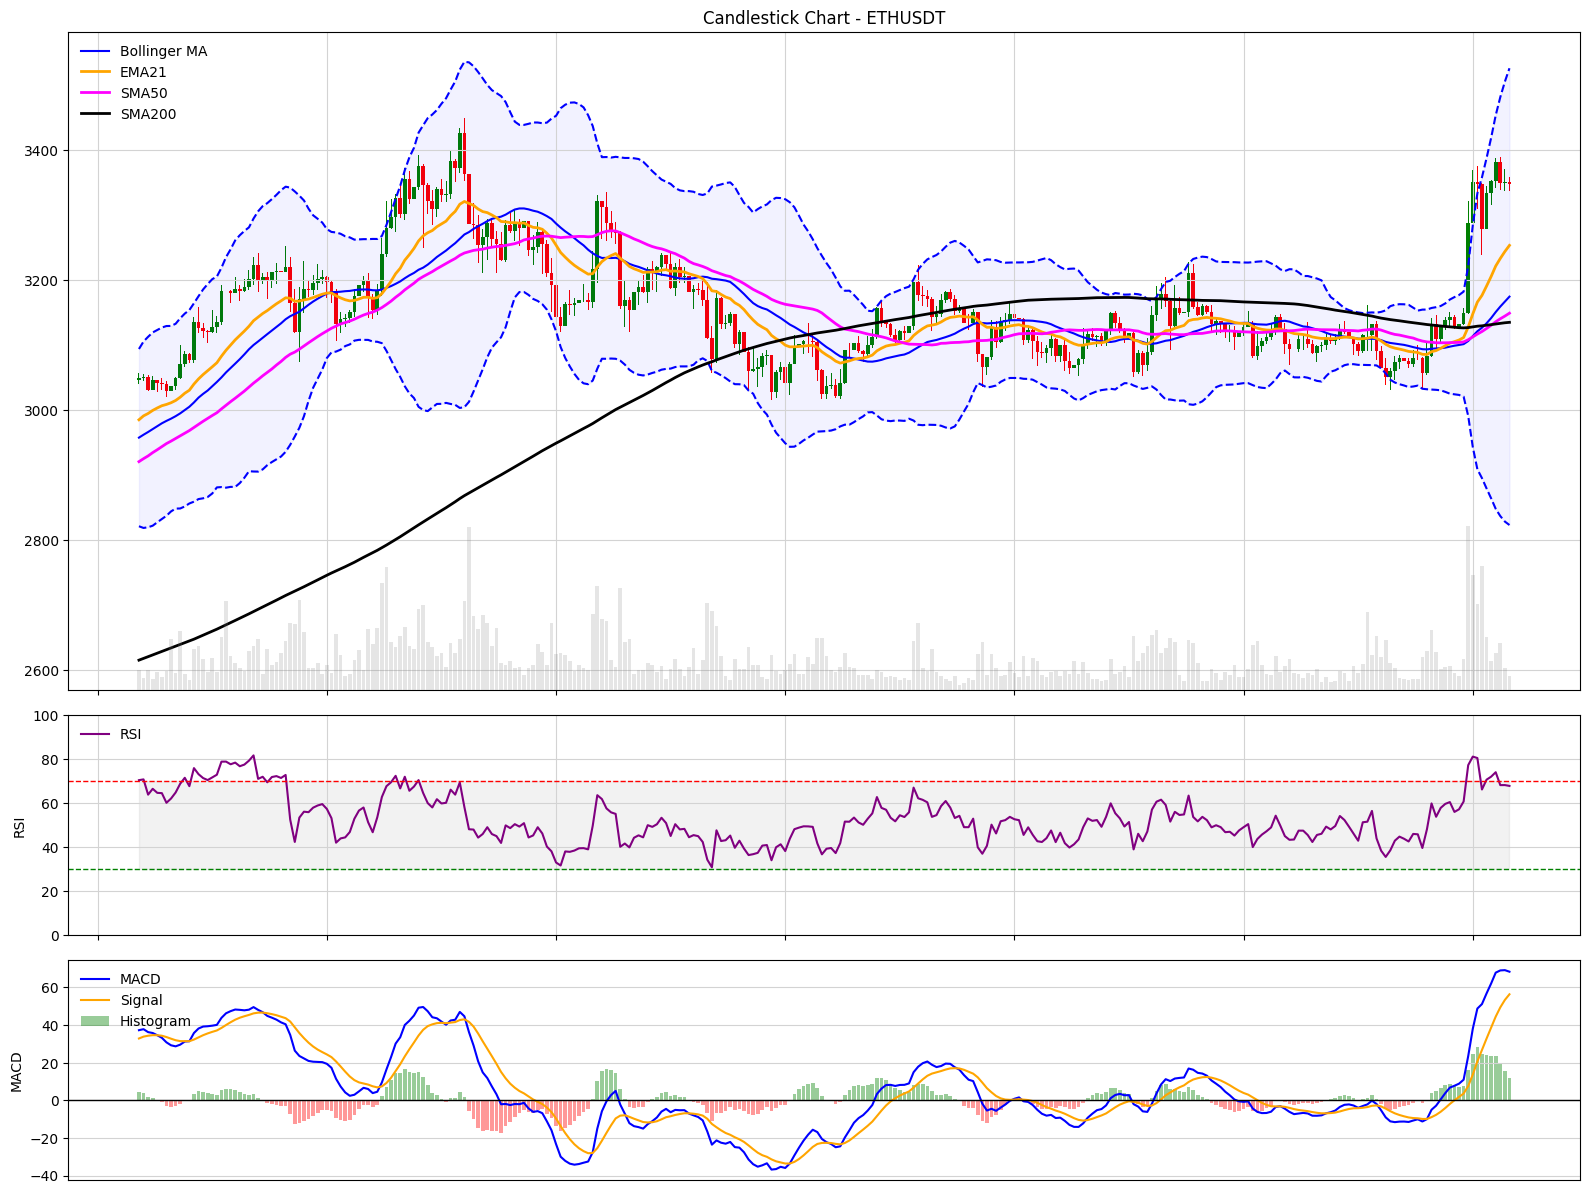 Candlestick Chart - ETHUSDT
Bollinger MA
EMA21
SMA50
SMA200
3400
3200
3000
2800
2600
RSI
100
80
60
40
20
0
RSI
MACD
Signal
Histogram
60
40
20
0
−20
−40
MACD